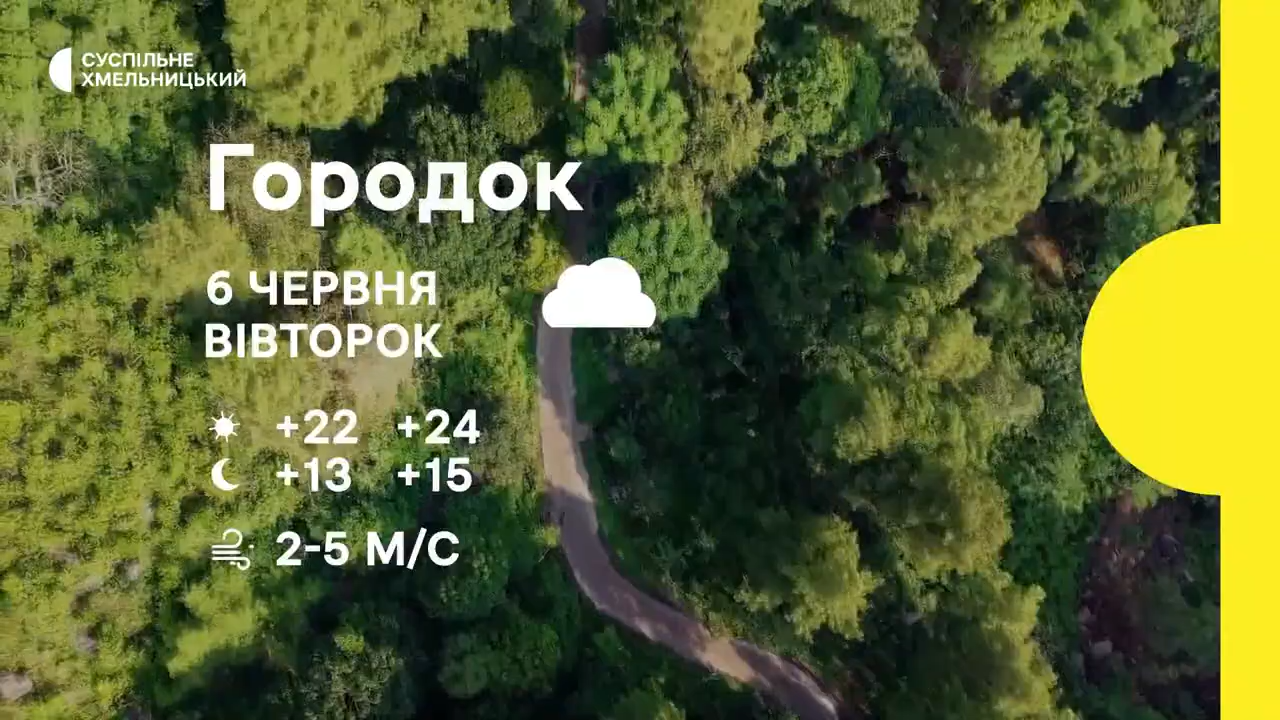 СУСПІЛЬНЕ
ХМЕЛЬНИЦЬКИЙ
Городок
6 ЧЕРВНЯ
ВІВТОРОК
+22 +24
+13 +15
2-5 М/С